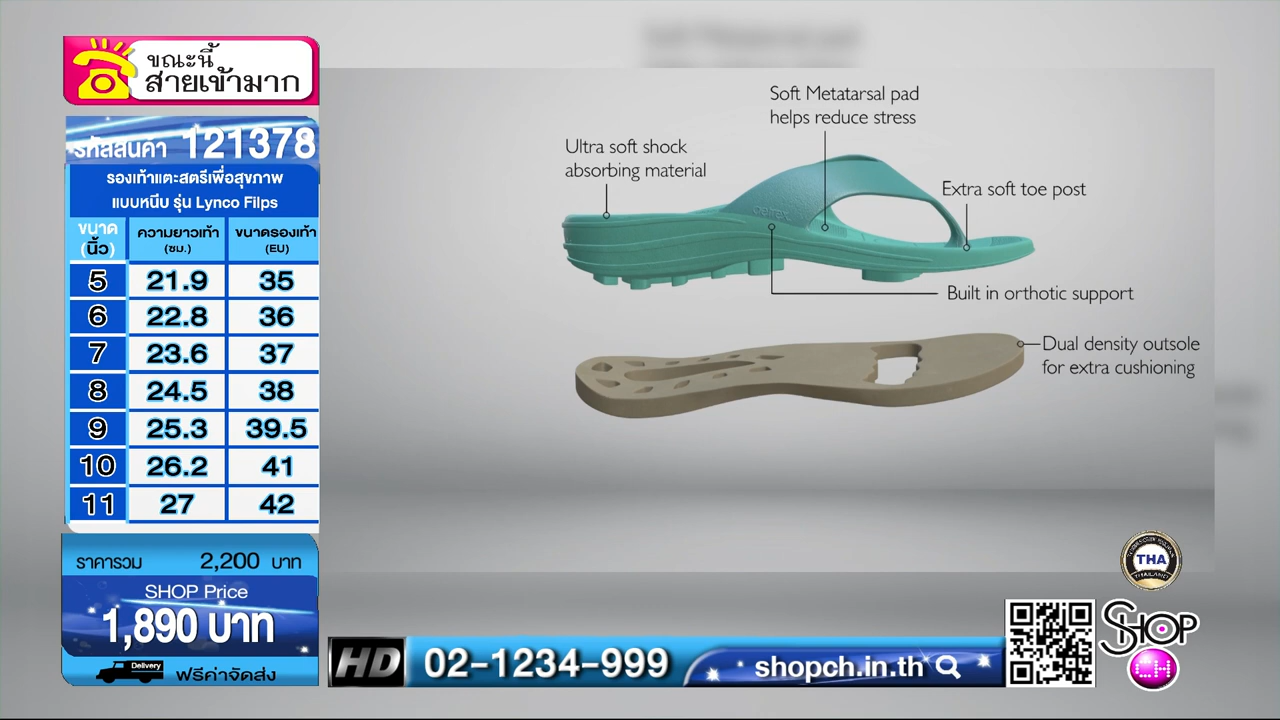 ขณะนี้
สายเข้ามาก
รหัสสินค้า 121378
รองเท้าแตะสตรีเพื่อสุขภาพ
แบบหนีบ รุ่น Lynco Filps
ขนาด (นิ้ว) ความยาวเท้า (ซม.) ขนาดรองเท้า (EU)
5 21.9 35
6 22.8 36
7 23.6 37
8 24.5 38
9 25.3 39.5
10 26.2 41
11 27 42
ราคารวม 2,200 บาท
SHOP Price
1,890 บาท
Delivery ฟรีค่าจัดส่ง
Soft Metatarsal pad
helps reduce stress
Ultra soft shock
absorbing material
Extra soft toe post
aetrex
Built in orthotic support
Dual density outsole
for extra cushioning
HD 02-1234-999 shopch.in.th
THA
THAILAND
SHOP
CH